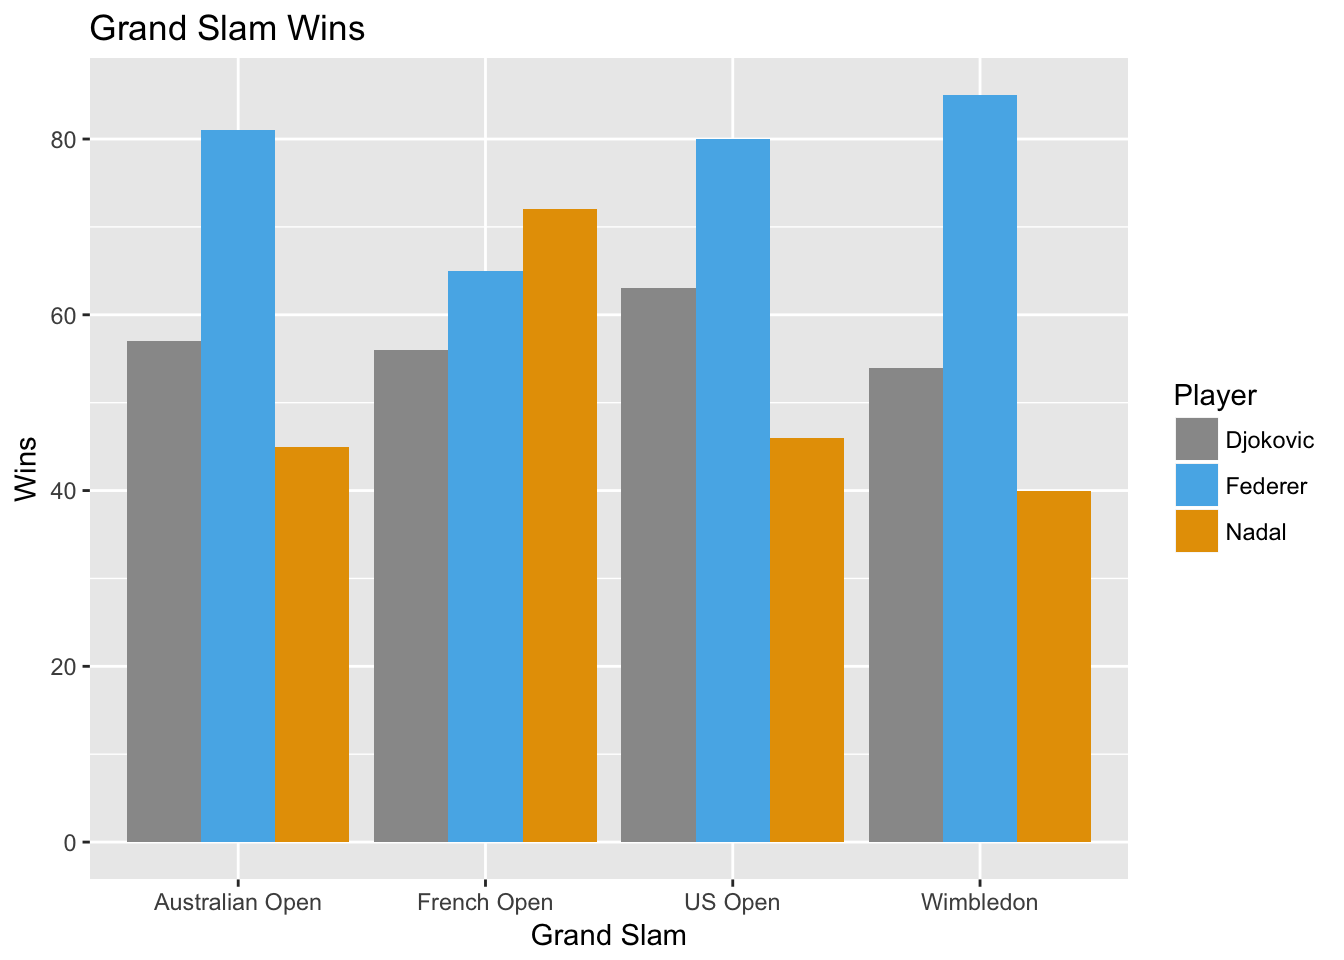 Grand Slam Wins
Wins
80
60
40
20
0
Australian Open
French Open
US Open
Wimbledon
Grand Slam
Player
Djokovic
Federer
Nadal